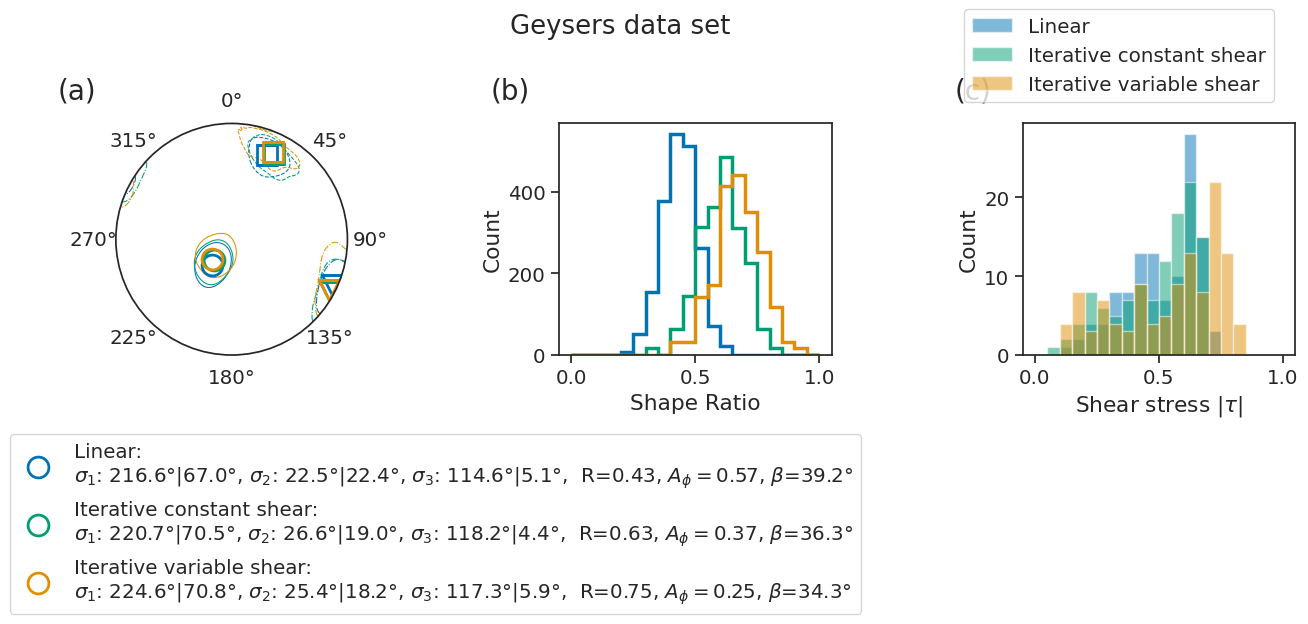 Geysers data set
Linear
Iterative constant shear
Iterative variable shear
(a)
0°
45°
90°
135°
180°
225°
270°
315°
(b)
Count
400
200
0
0.0
0.5
1.0
Shape Ratio
(c)
Count
20
10
0
0.0
0.5
1.0
Shear stress |τ|
Linear:
σ₁: 216.6°|67.0°, σ₂: 22.5°|22.4°, σ₃: 114.6°|5.1°,  R=0.43, A_ϕ = 0.57, β=39.2°
Iterative constant shear:
σ₁: 220.7°|70.5°, σ₂: 26.6°|19.0°, σ₃: 118.2°|4.4°,  R=0.63, A_ϕ = 0.37, β=36.3°
Iterative variable shear:
σ₁: 224.6°|70.8°, σ₂: 25.4°|18.2°, σ₃: 117.3°|5.9°,  R=0.75, A_ϕ = 0.25, β=34.3°